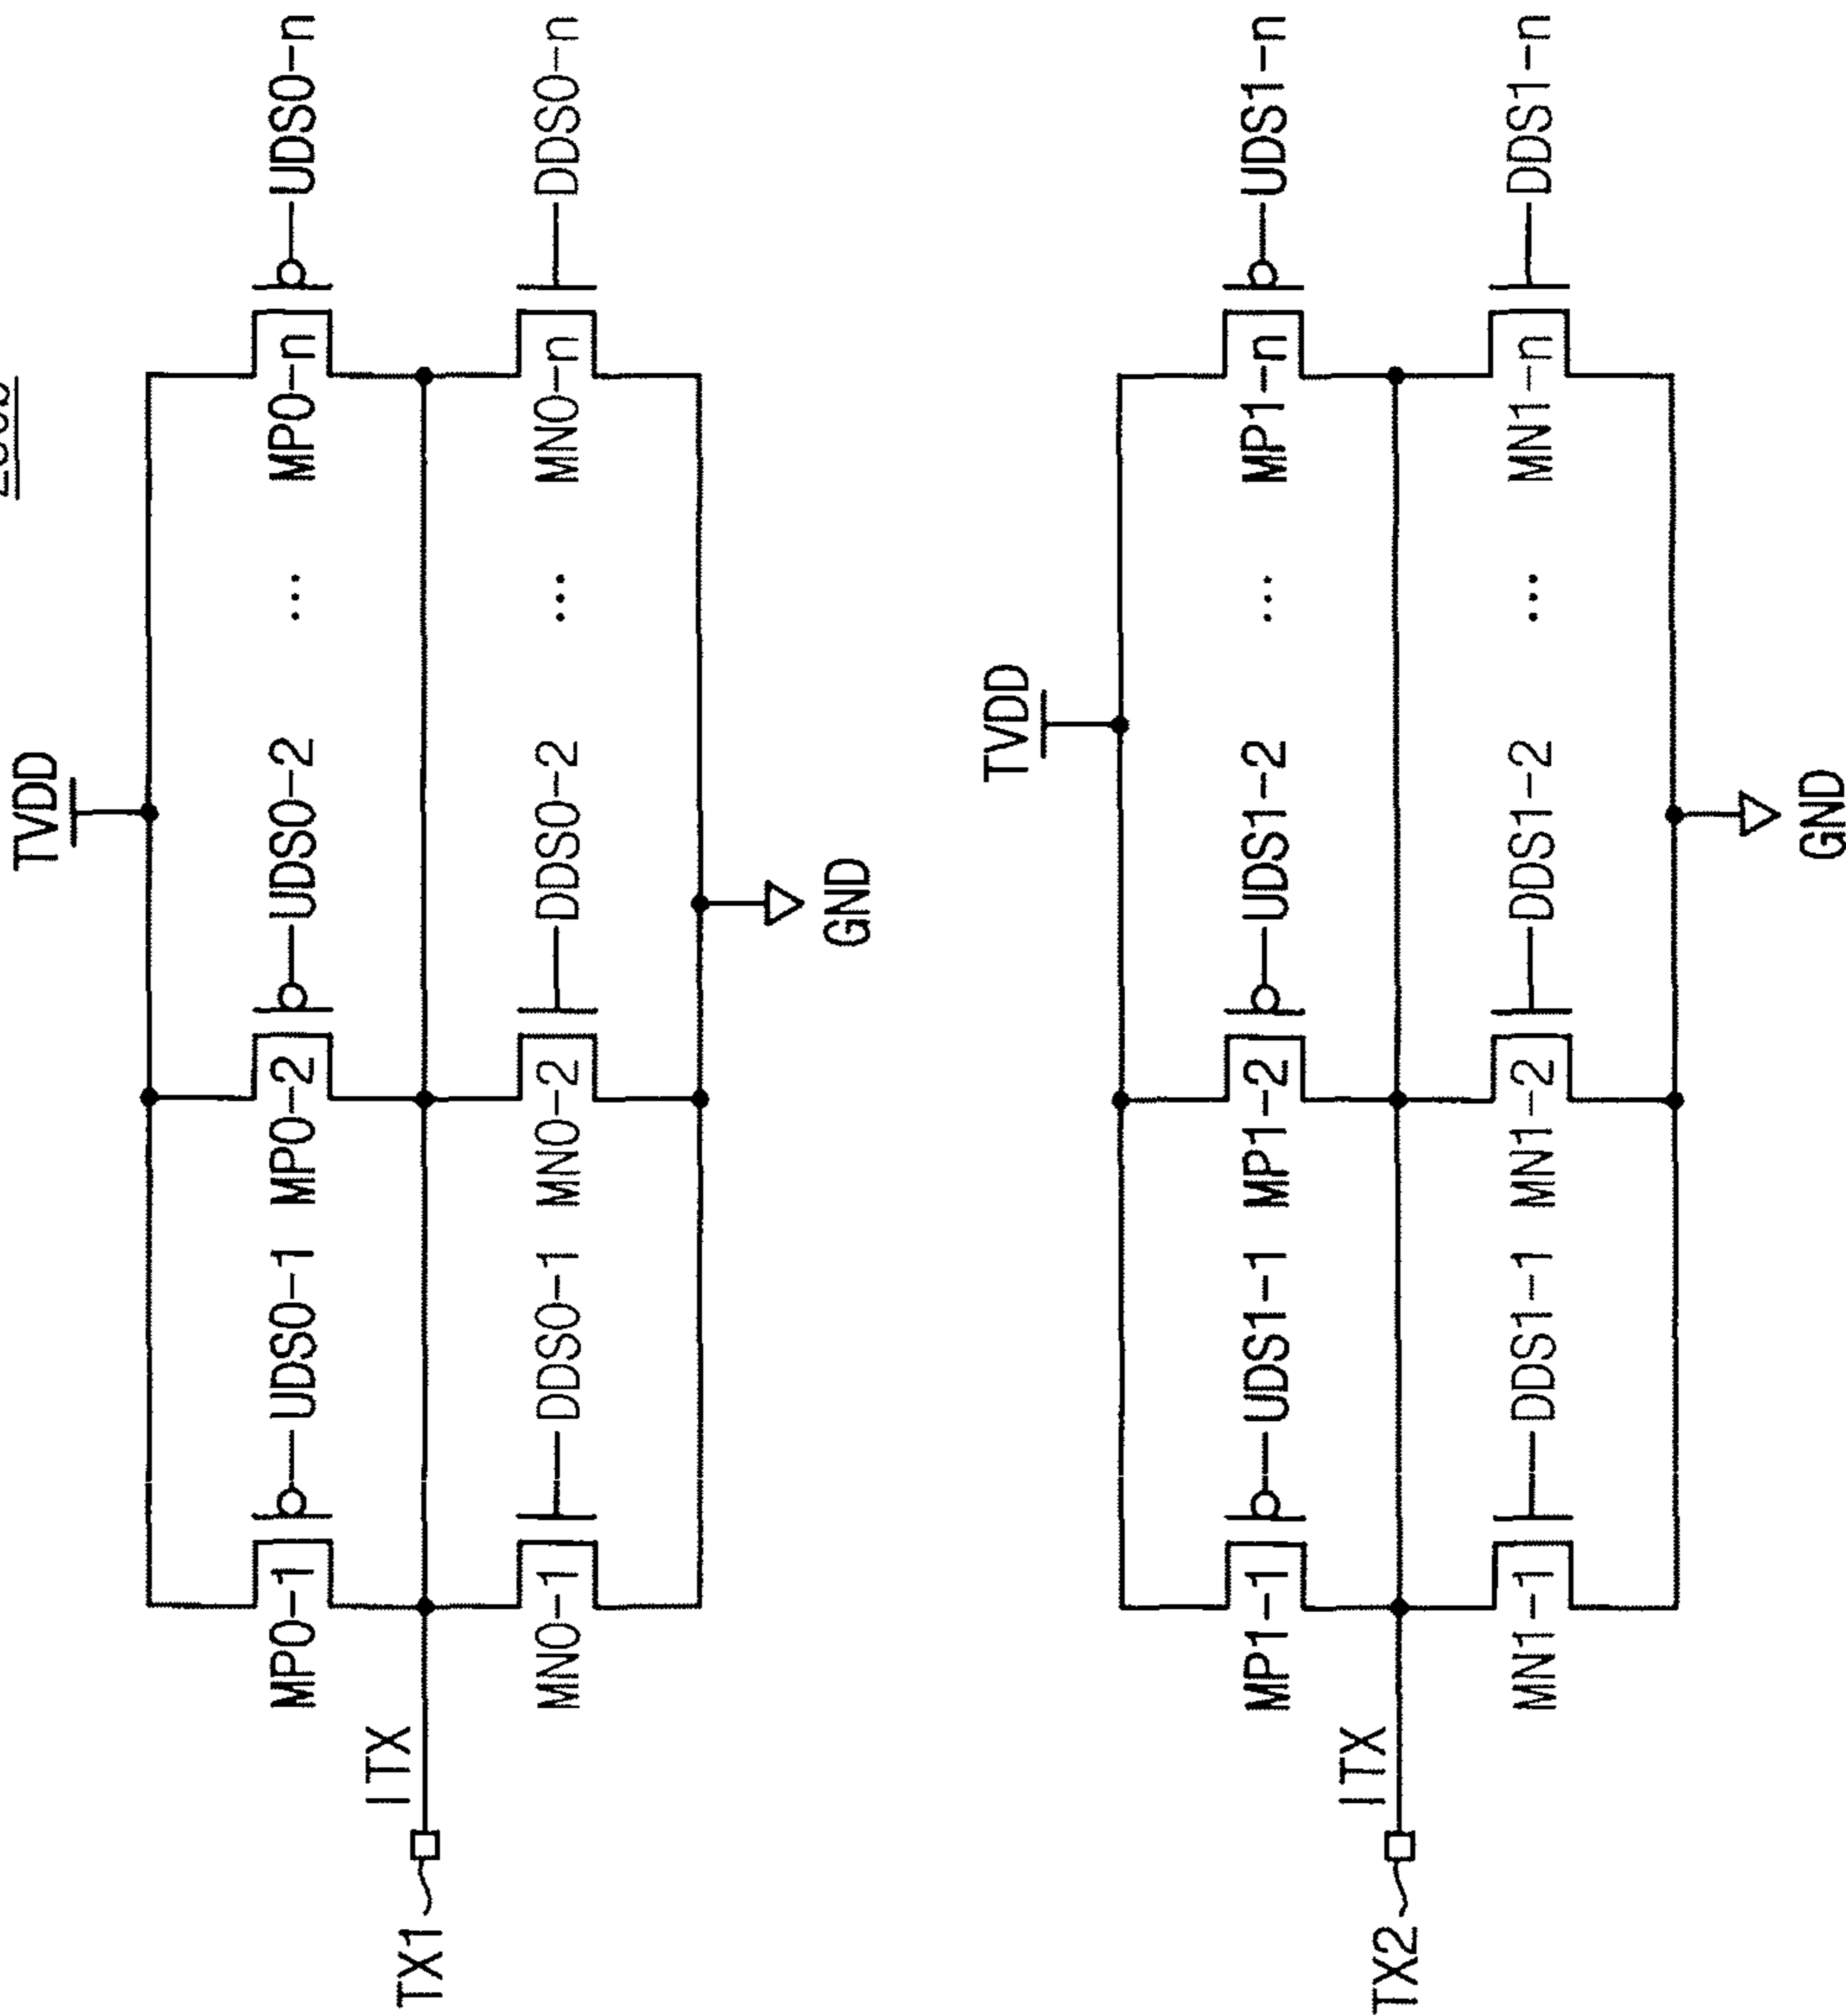 TVDD
MP0-1 UDS0-1 MP0-2 UDS0-2 ... MP0-n UDS0-n
ITX
TX1
MN0-1 DDS0-1 MN0-2 DDS0-2 ... MN0-n DDS0-n
GND
TVDD
MP1-1 UDS1-1 MP1-2 UDS1-2 ... MP1-n UDS1-n
ITX
TX2
MN1-1 DDS1-1 MN1-2 DDS1-2 ... MN1-n DDS1-n
GND